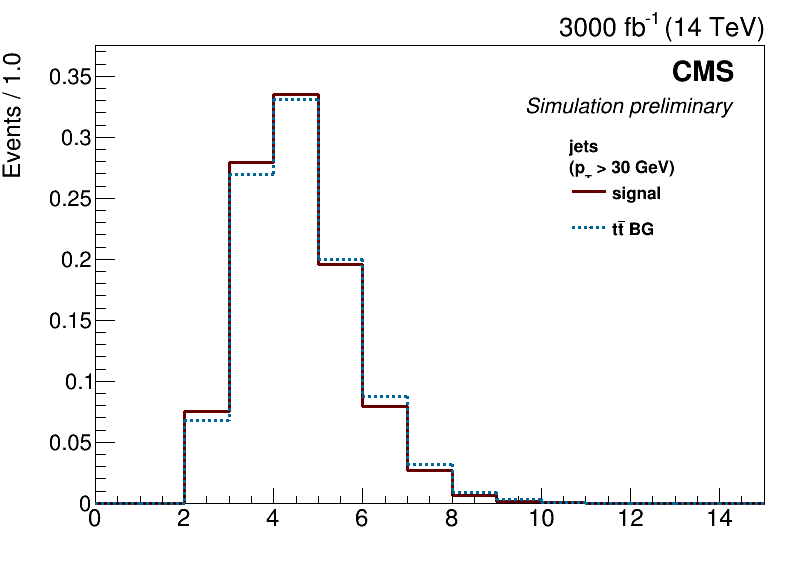 3000 fb⁻¹ (14 TeV)
Events / 1.0
CMS
Simulation preliminary
jets
(p_T > 30 GeV)
signal
tt̄ BG
0.35
0.3
0.25
0.2
0.15
0.1
0.05
0
0 2 4 6 8 10 12 14